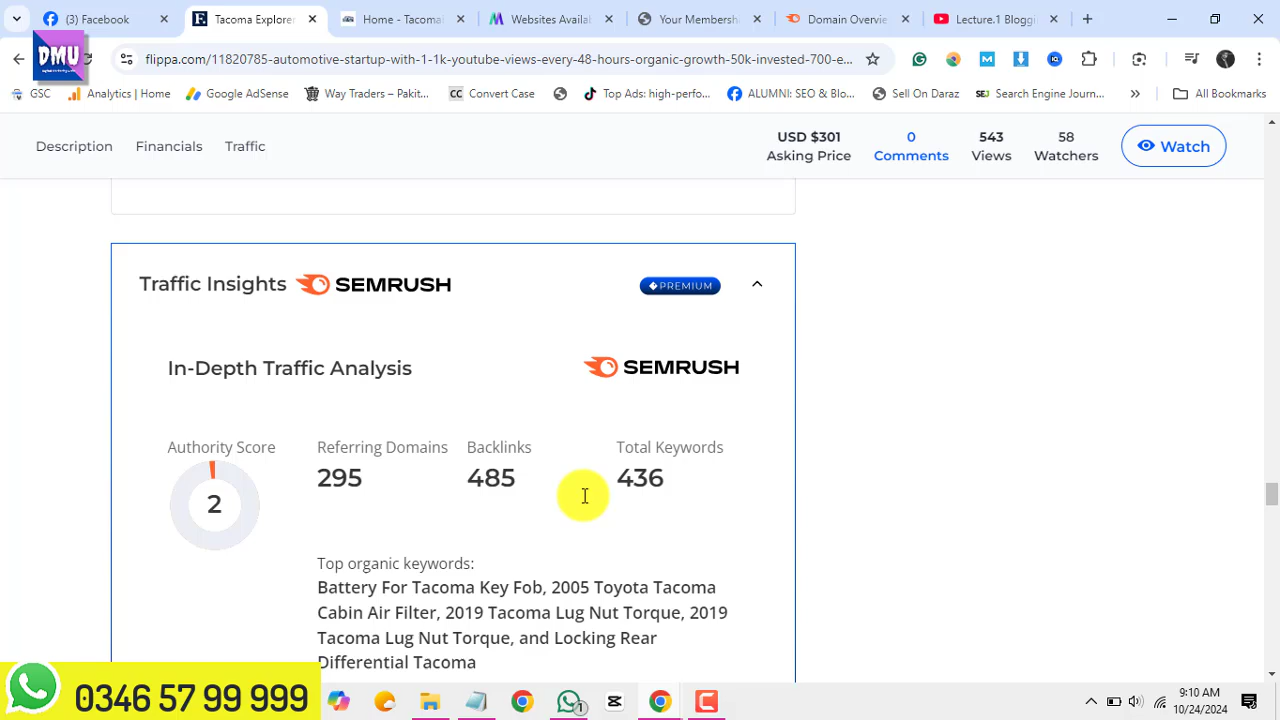 (3) Facebook
Tacoma Explorer
Home - Tacomai
Websites Availab
Your Membersh
Domain Overvie
Lecture.1 Bloggi
DMU
flippa.com/11820785-automotive-startup-with-1-1k-youtube-views-every-48-hours-organic-growth-50k-invested-700-e...
GSC
Analytics | Home
Google AdSense
Way Traders – Pakit...
CC Convert Case
Top Ads: high-perfo...
ALUMNI: SEO & Blo...
Sell On Daraz
SEJ Search Engine Journ...
All Bookmarks
Description
Financials
Traffic
USD $301
Asking Price
0
Comments
543
Views
58
Watchers
Watch
Traffic Insights SEMRUSH
PREMIUM
In-Depth Traffic Analysis
SEMRUSH
Authority Score
2
Referring Domains
295
Backlinks
485
Total Keywords
436
Top organic keywords:
Battery For Tacoma Key Fob, 2005 Toyota Tacoma
Cabin Air Filter, 2019 Tacoma Lug Nut Torque, 2019
Tacoma Lug Nut Torque, and Locking Rear
Differential Tacoma
0346 57 99 999
1
9:10 AM
10/24/2024